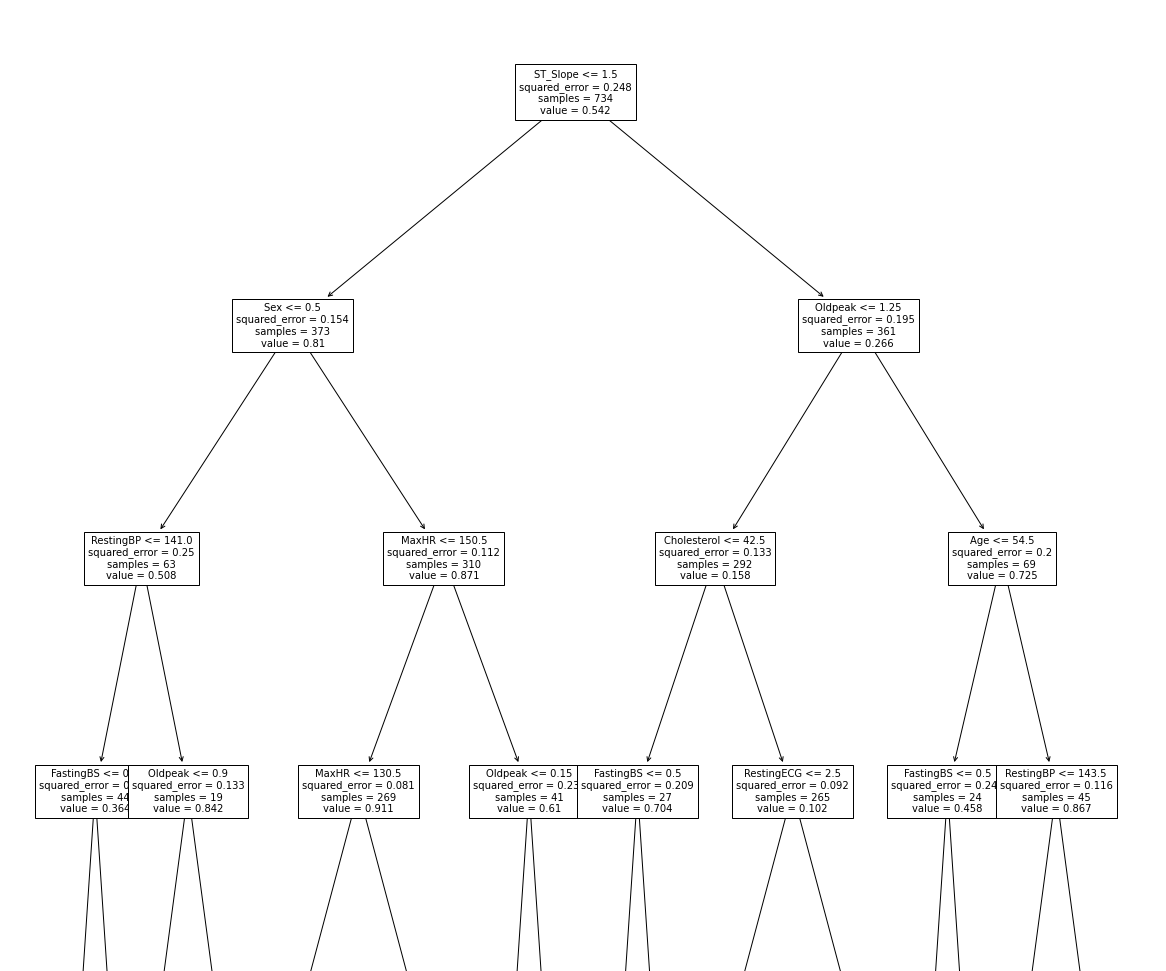 ST_Slope <= 1.5
squared_error = 0.248
samples = 734
value = 0.542
Sex <= 0.5
squared_error = 0.154
samples = 373
value = 0.81
Oldpeak <= 1.25
squared_error = 0.195
samples = 361
value = 0.266
RestingBP <= 141.0
squared_error = 0.25
samples = 63
value = 0.508
MaxHR <= 150.5
squared_error = 0.112
samples = 310
value = 0.871
Cholesterol <= 42.5
squared_error = 0.133
samples = 292
value = 0.158
Age <= 54.5
squared_error = 0.2
samples = 69
value = 0.725
FastingBS <= 0
squared_error = 0
samples = 44
value = 0.364
Oldpeak <= 0.9
squared_error = 0.133
samples = 19
value = 0.842
MaxHR <= 130.5
squared_error = 0.081
samples = 269
value = 0.911
Oldpeak <= 0.15
squared_error = 0.23
samples = 41
value = 0.61
FastingBS <= 0.5
squared_error = 0.209
samples = 27
value = 0.704
RestingECG <= 2.5
squared_error = 0.092
samples = 265
value = 0.102
FastingBS <= 0.5
squared_error = 0.24
samples = 24
value = 0.458
RestingBP <= 143.5
squared_error = 0.116
samples = 45
value = 0.867